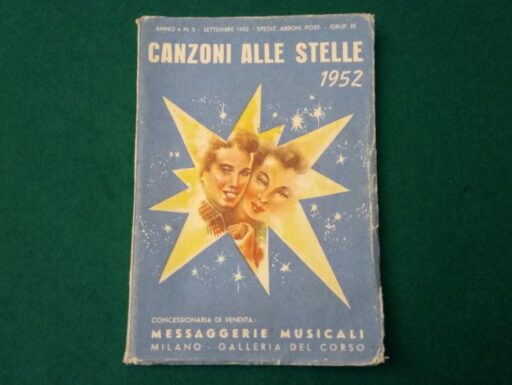 ANNO 4 N. 5 - SETTEMBRE 1952 - SPEDIZ. ABBON. POST. - GRUP. III
CANZONI ALLE STELLE
1952
CONCESSIONARIA DI VENDITA:
MESSAGGERIE MUSICALI
MILANO - GALLERIA DEL CORSO